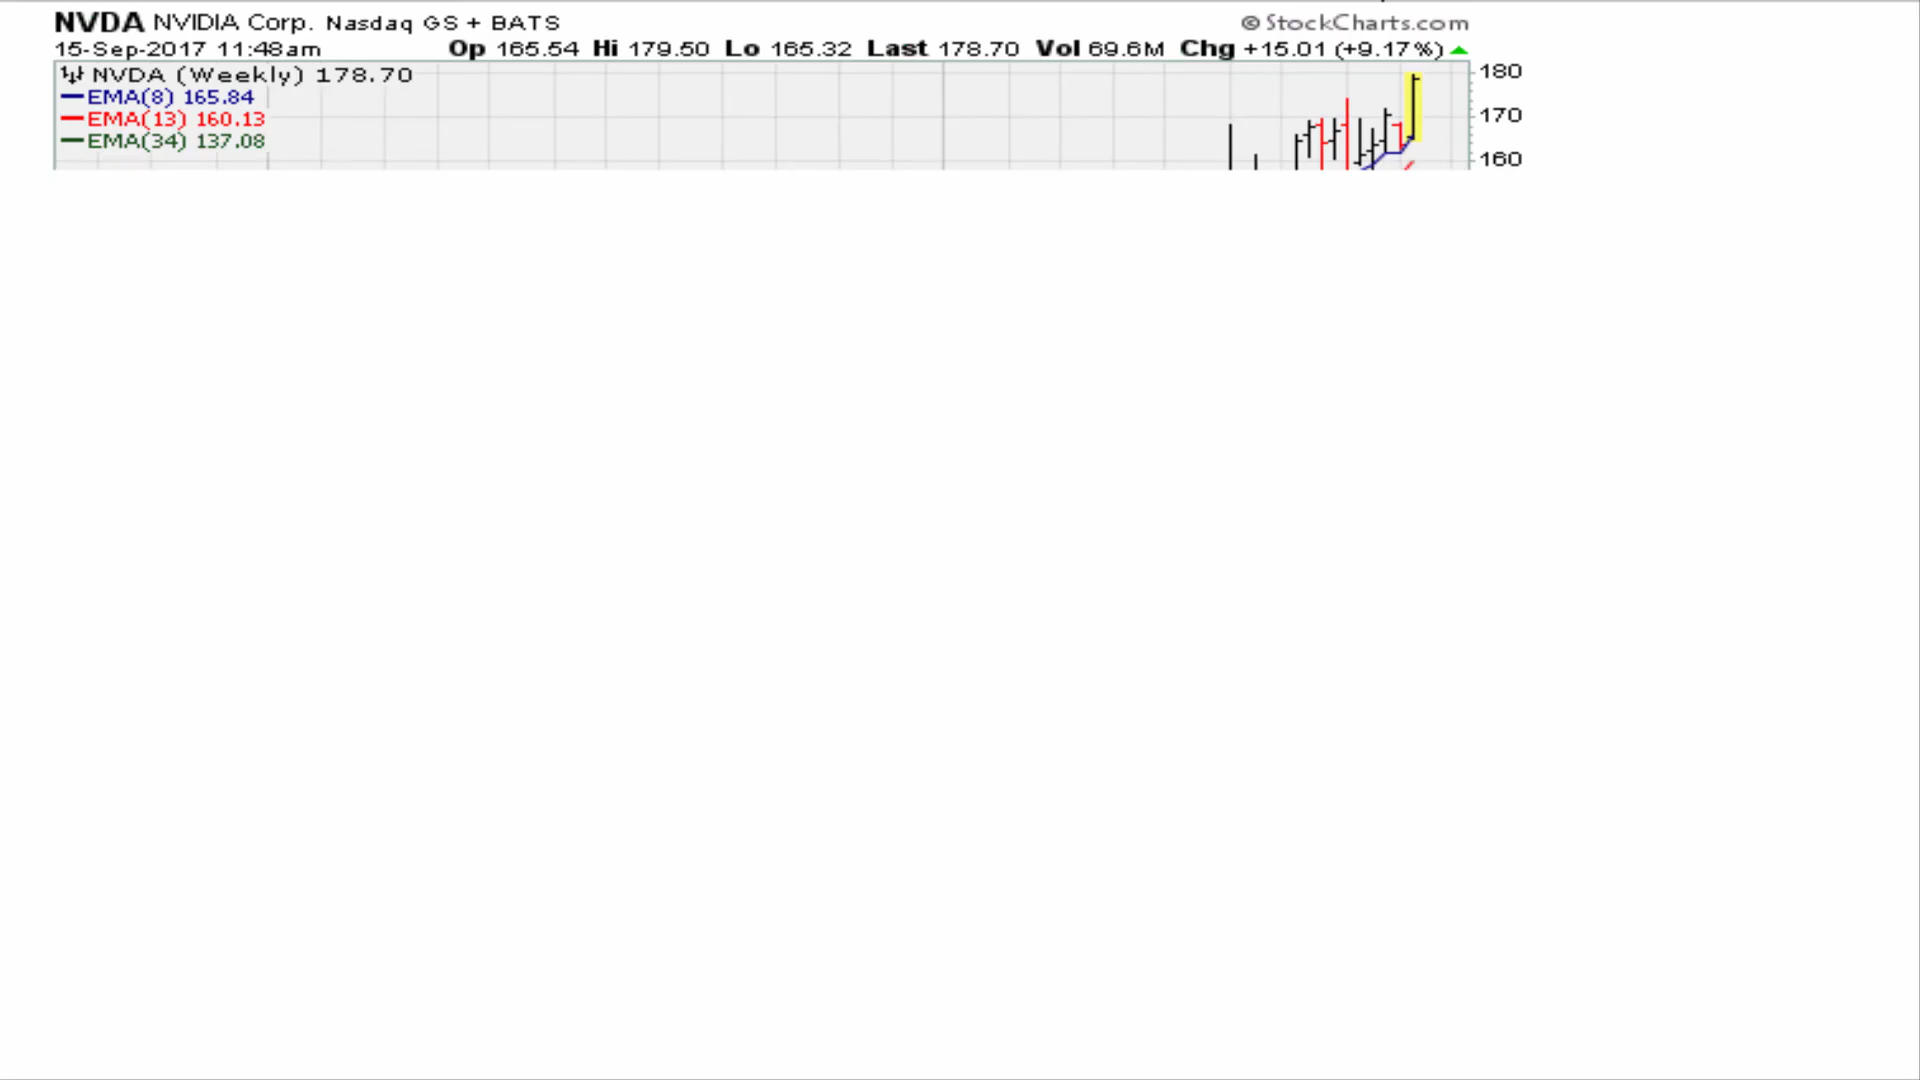 NVDA NVIDIA Corp. Nasdaq GS + BATS © StockCharts.com
15-Sep-2017 11:48am Op 165.54 Hi 179.50 Lo 165.32 Last 178.70 Vol 69.6M Chg +15.01 (+9.17%)
NVDA (Weekly) 178.70
EMA(8) 165.84
EMA(13) 160.13
EMA(34) 137.08
180
170
160